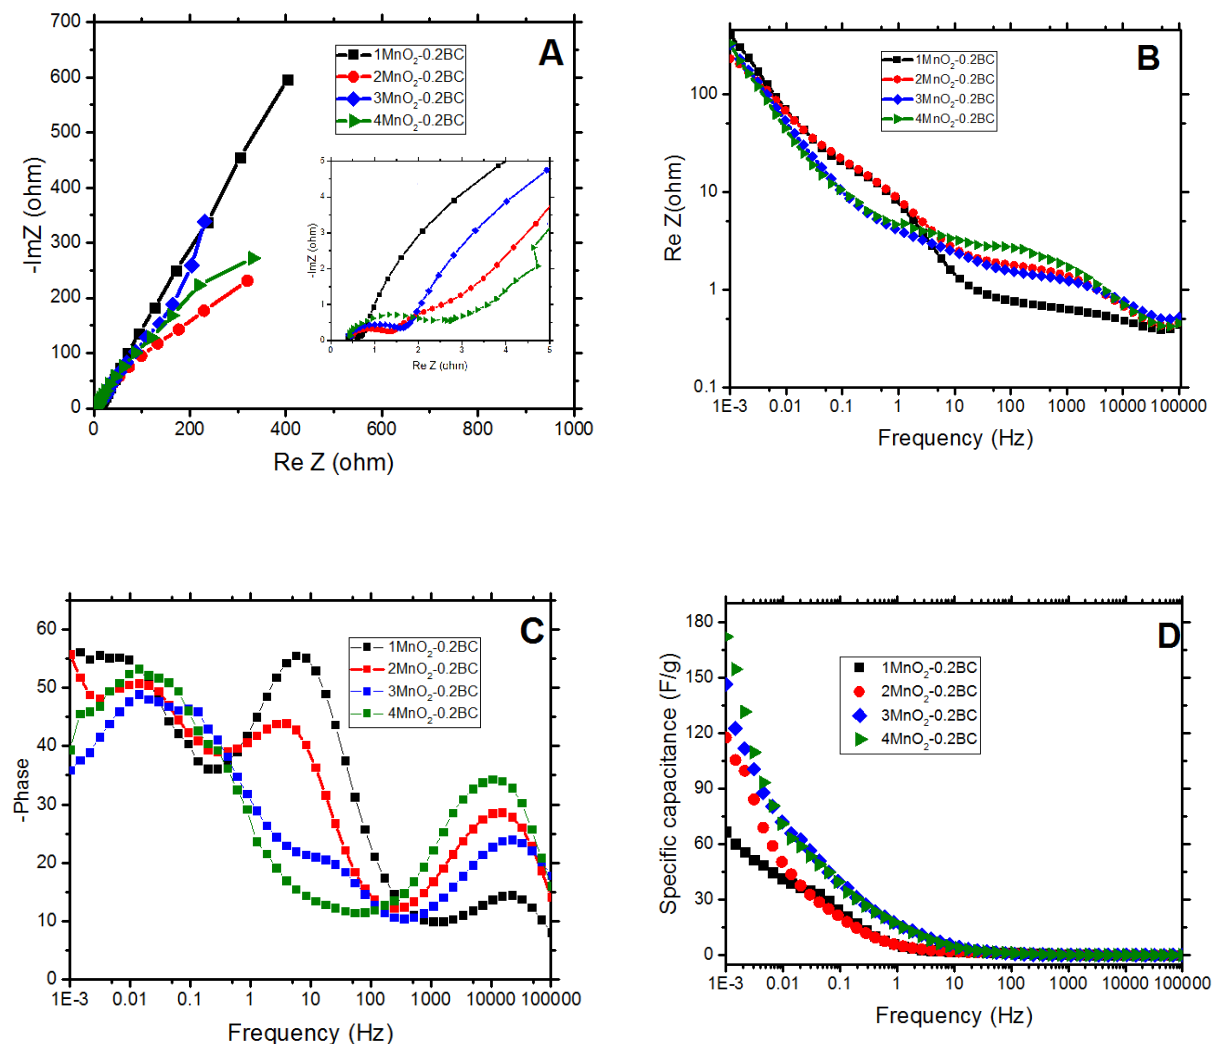 A
1MnO2-0.2BC
2MnO2-0.2BC
3MnO2-0.2BC
4MnO2-0.2BC
-ImZ (ohm)
700
600
500
400
300
200
100
0
0 200 400 600 800 1000
Re Z (ohm)
-ImZ (ohm)
5
4
3
2
1
0
0 1 2 3 4 5
Re Z (ohm)
B
1MnO2-0.2BC
2MnO2-0.2BC
3MnO2-0.2BC
4MnO2-0.2BC
Re Z(ohm)
100
10
1
0.1
1E-3 0.01 0.1 1 10 100 1000 10000 100000
Frequency (Hz)
C
1MnO2-0.2BC
2MnO2-0.2BC
3MnO2-0.2BC
4MnO2-0.2BC
-Phase
60
50
40
30
20
10
0
1E-3 0.01 0.1 1 10 100 1000 10000 100000
Frequency (Hz)
D
1MnO2-0.2BC
2MnO2-0.2BC
3MnO2-0.2BC
4MnO2-0.2BC
Specific capacitance (F/g)
180
150
120
90
60
30
0
1E-3 0.01 0.1 1 10 100 1000 10000 100000
Frequency (Hz)